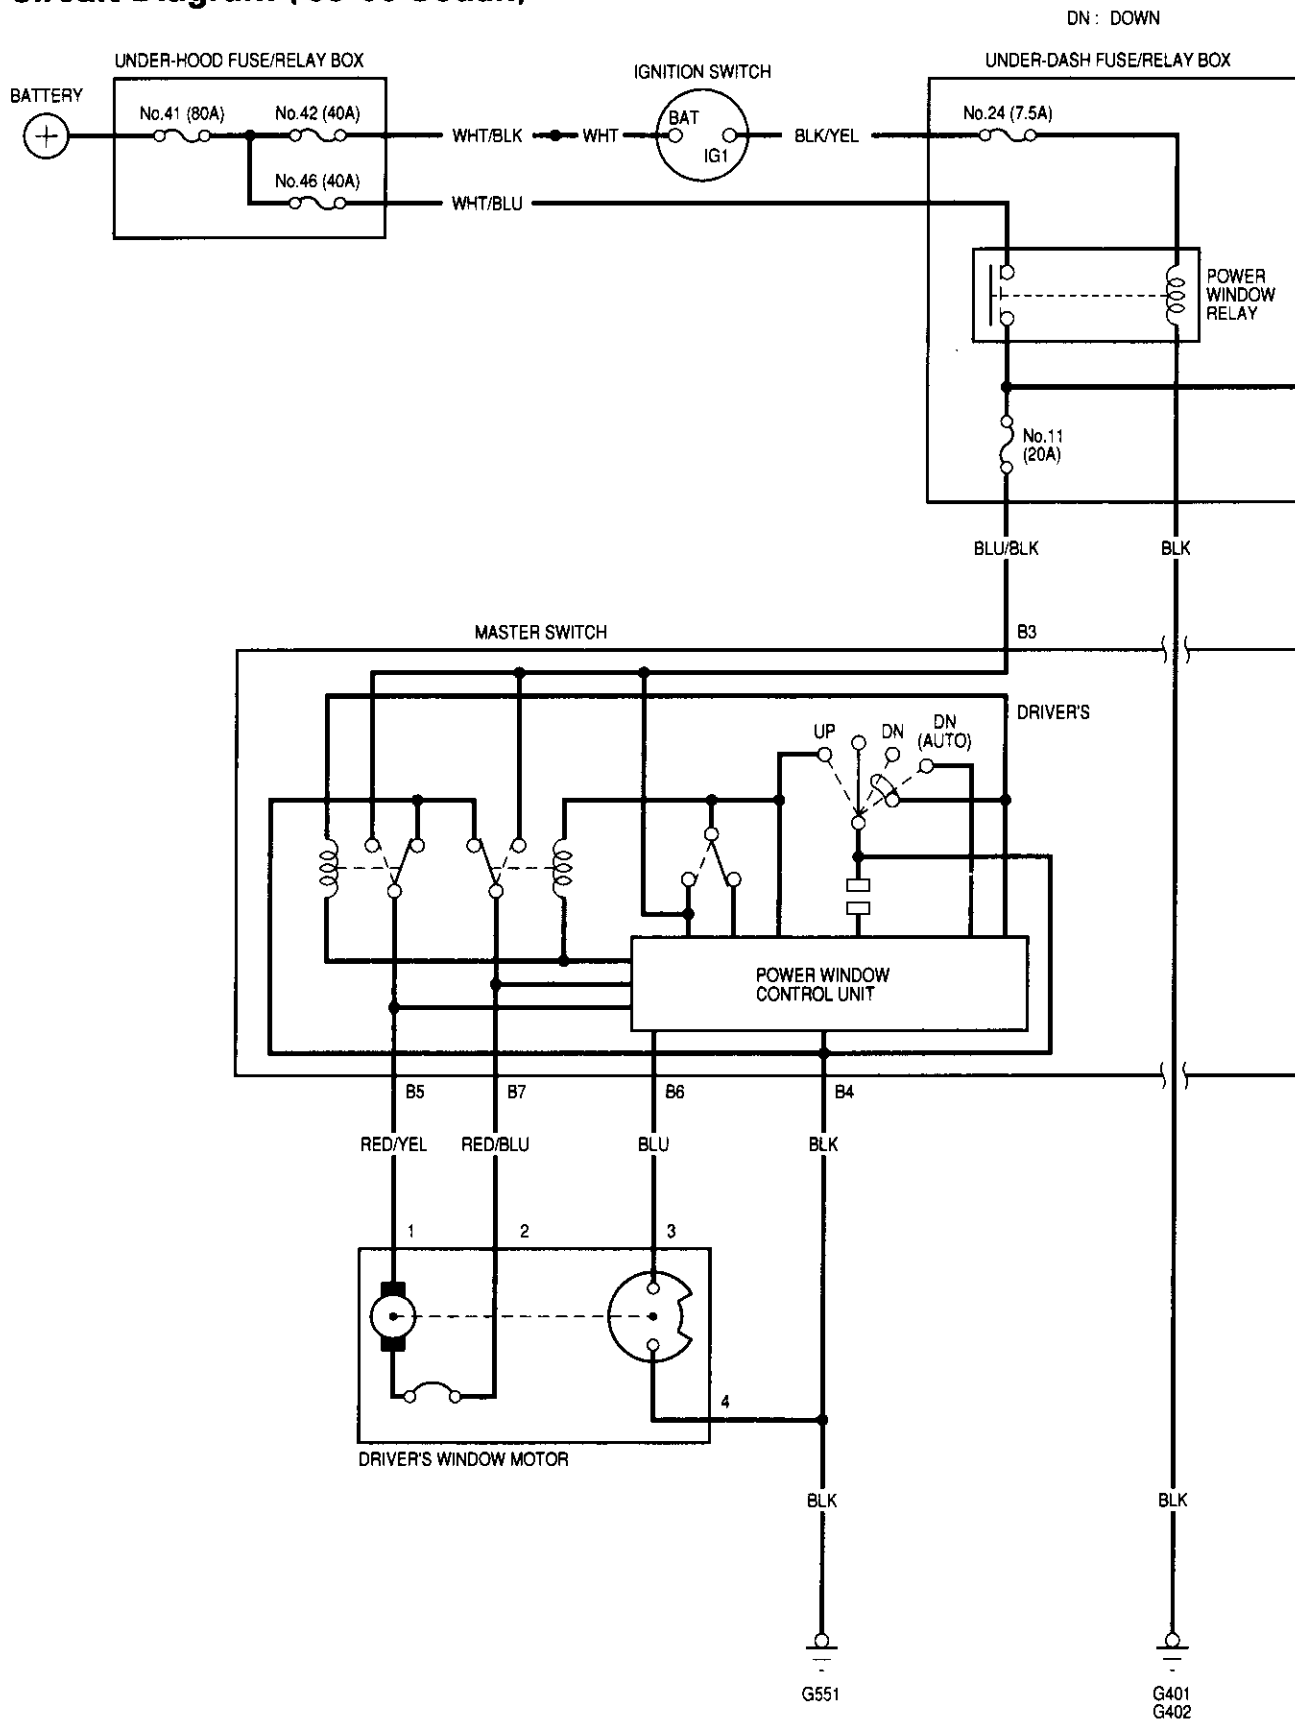 DN : DOWN
UNDER-HOOD FUSE/RELAY BOX
IGNITION SWITCH
UNDER-DASH FUSE/RELAY BOX
BATTERY
No.41 (80A)
No.42 (40A)
WHT/BLK
WHT
BAT
IG1
BLK/YEL
No.24 (7.5A)
No.46 (40A)
WHT/BLU
POWER
WINDOW
RELAY
No.11
(20A)
BLU/BLK
BLK
MASTER SWITCH
B3
DRIVER'S
UP
DN
DN
(AUTO)
POWER WINDOW
CONTROL UNIT
B5
B7
B6
B4
RED/YEL
RED/BLU
BLU
BLK
1
2
3
4
DRIVER'S WINDOW MOTOR
BLK
BLK
G551
G401
G402